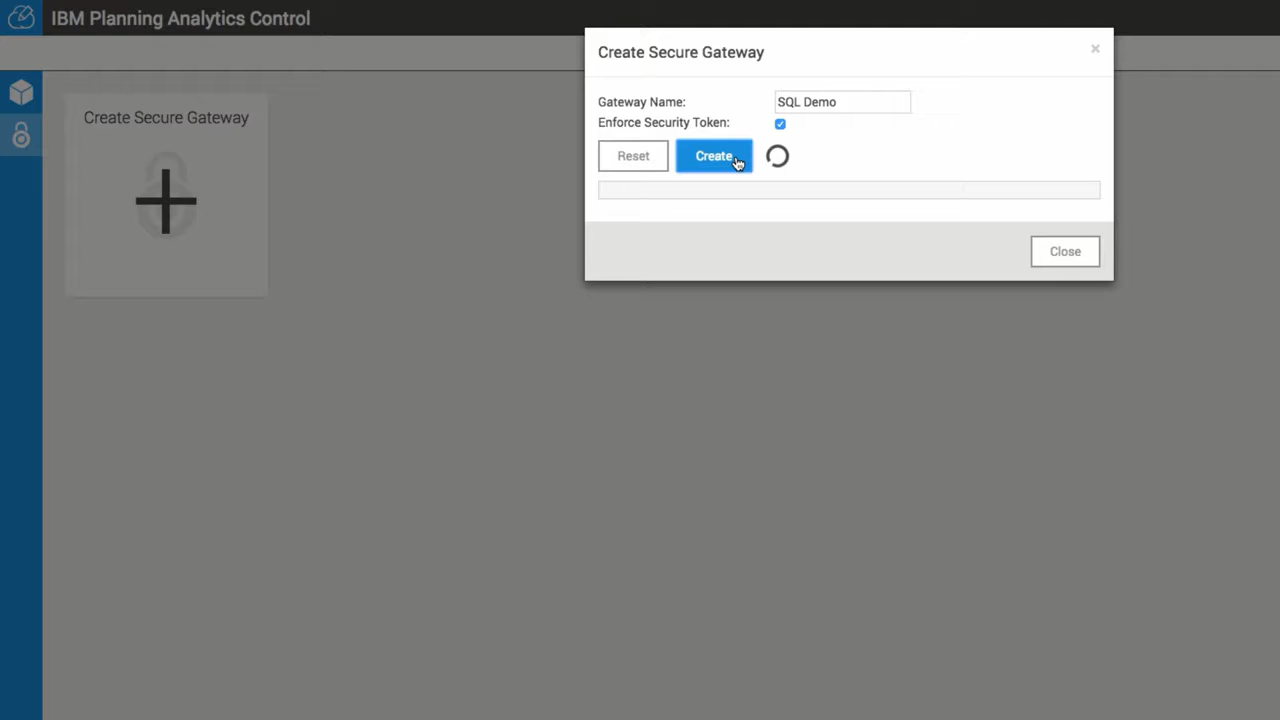 IBM Planning Analytics Control
Create Secure Gateway
Create Secure Gateway
×
Gateway Name:
SQL Demo
Enforce Security Token:
Reset
Create
Close